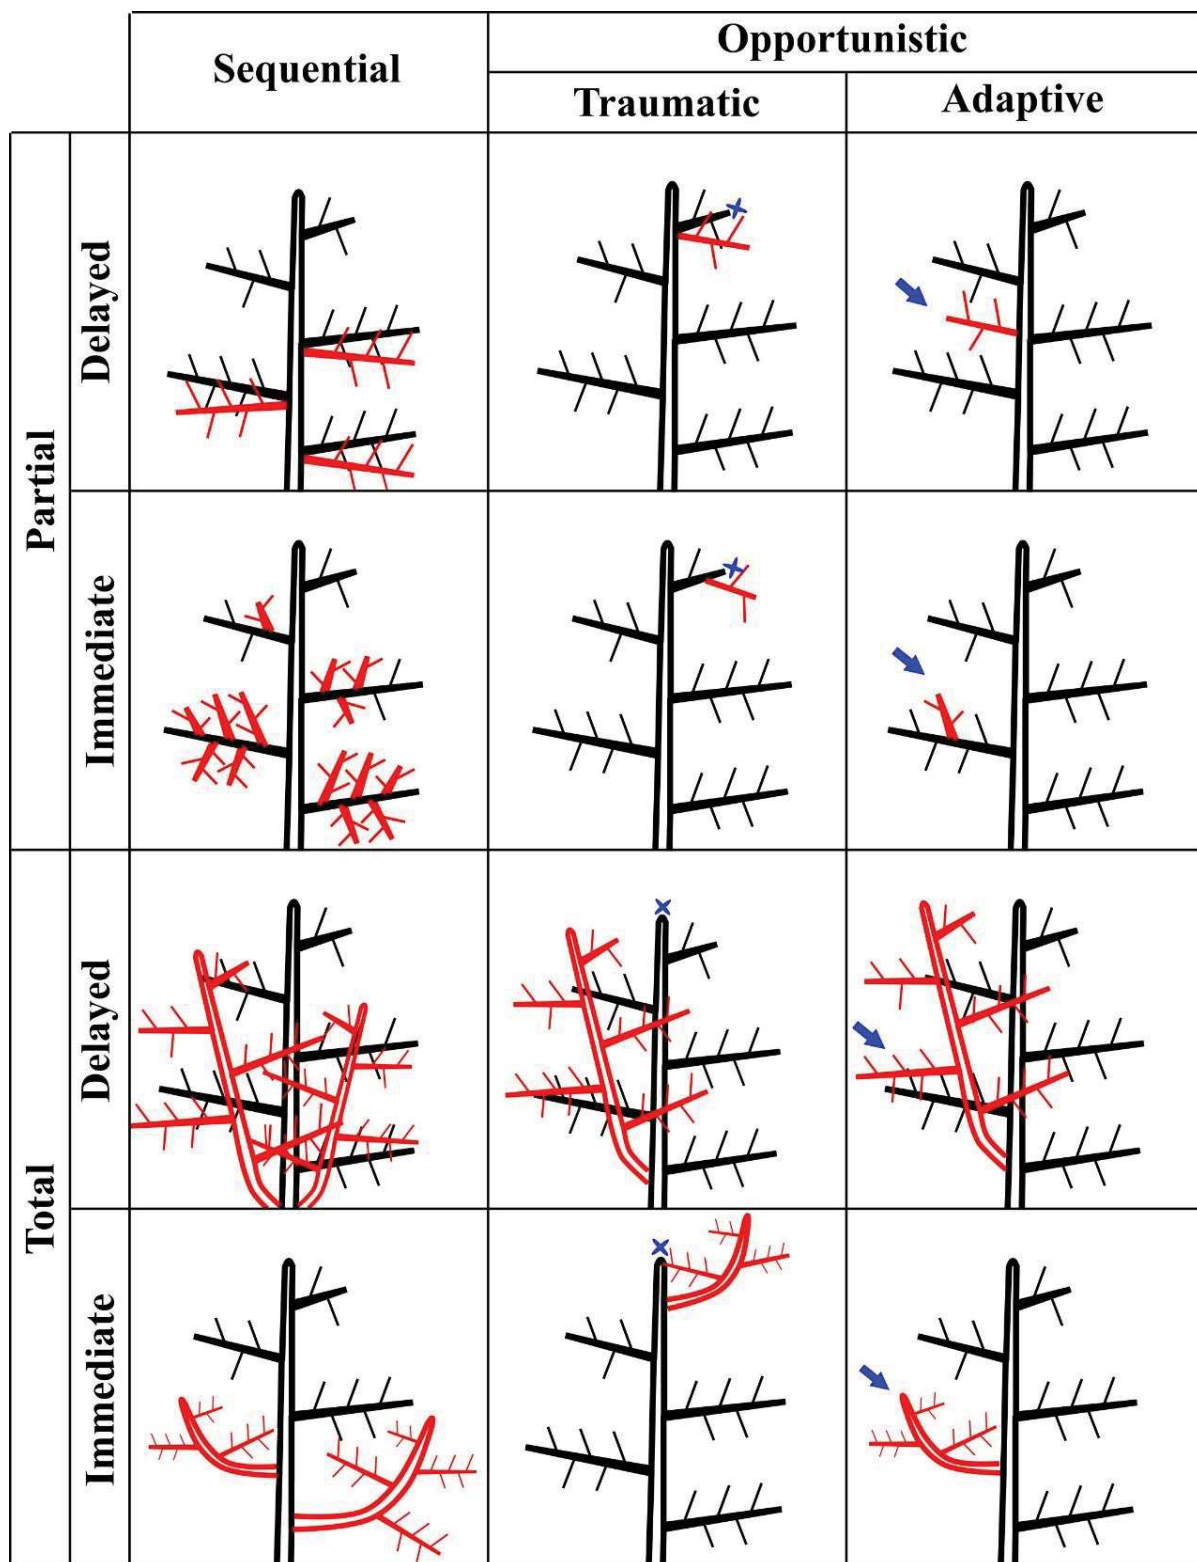 Sequential
Opportunistic
Traumatic
Adaptive
Partial
Delayed
Immediate
Total
Delayed
Immediate